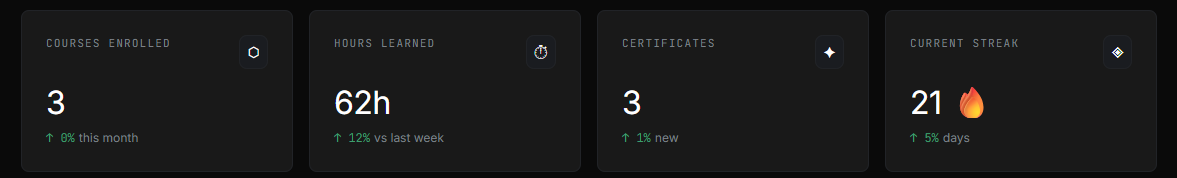 COURSES ENROLLED
3
↑ 0% this month
HOURS LEARNED
62h
↑ 12% vs last week
CERTIFICATES
3
↑ 1% new
CURRENT STREAK
21 🔥
↑ 5% days